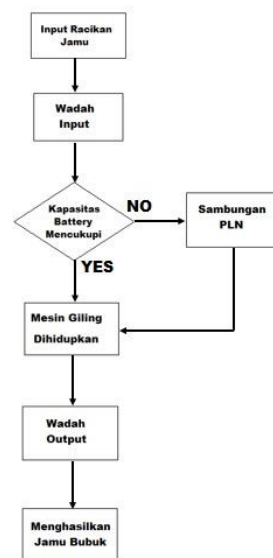 Input Racikan
Jamu
Wadah
Input
Kapasitas
Battery
Mencukupi
NO
Sambungan
PLN
YES
Mesin Giling
Dihidupkan
Wadah
Output
Menghasilkan
Jamu Bubuk